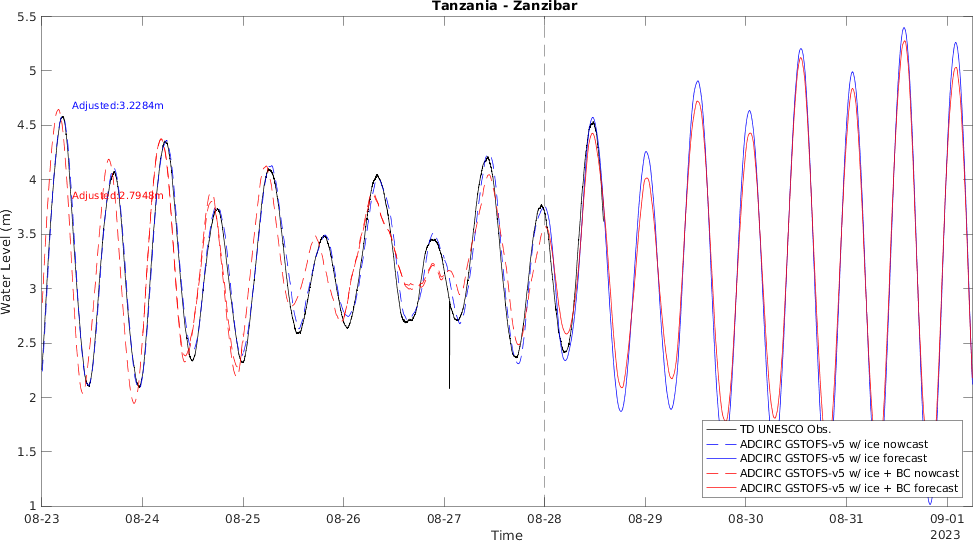 Tanzania - Zanzibar
5.5
5
4.5
4
3.5
3
2.5
2
1.5
1
Water Level (m)
Adjusted:3.2284m
Adjusted:2.7948m
TD UNESCO Obs.
ADCIRC GSTOFS-v5 w/ ice nowcast
ADCIRC GSTOFS-v5 w/ ice forecast
ADCIRC GSTOFS-v5 w/ ice + BC nowcast
ADCIRC GSTOFS-v5 w/ ice + BC forecast
08-23 08-24 08-25 08-26 08-27 08-28 08-29 08-30 08-31 09-01
2023
Time